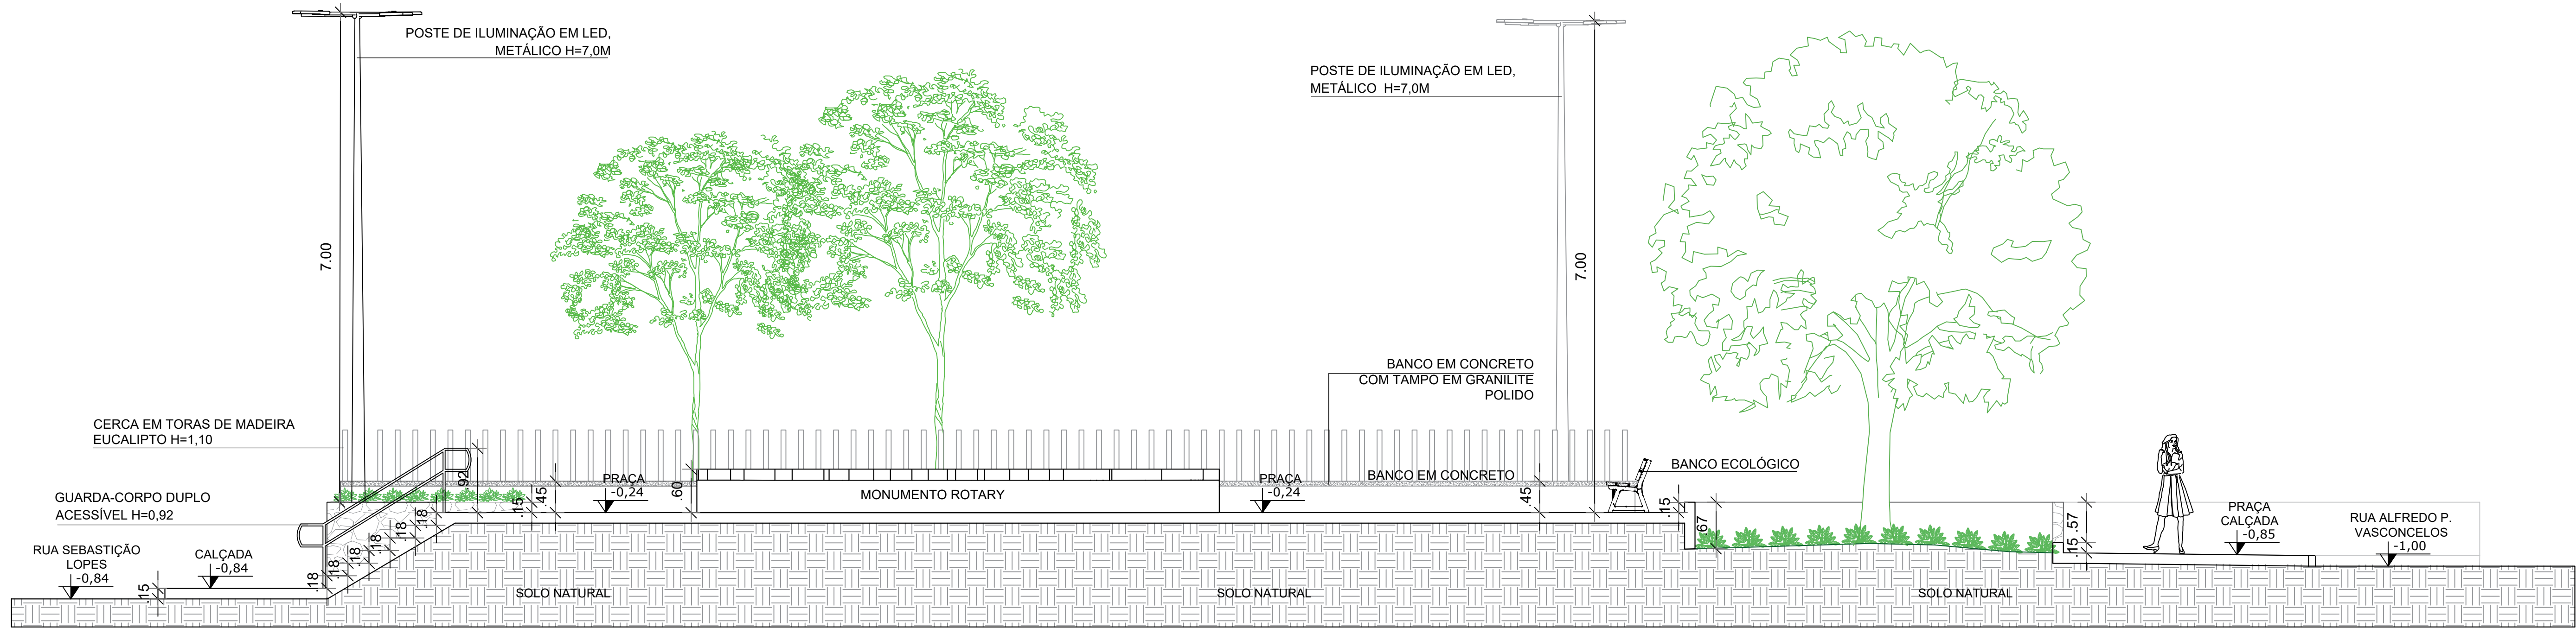 POSTE DE ILUMINAÇÃO EM LED,
METÁLICO H=7,0M
POSTE DE ILUMINAÇÃO EM LED,
METÁLICO H=7,0M
7.00
7.00
BANCO EM CONCRETO
COM TAMPO EM GRANILITE
POLIDO
CERCA EM TORAS DE MADEIRA
EUCALIPTO H=1,10
GUARDA-CORPO DUPLO
ACESSÍVEL H=0,92
RUA SEBASTIÇÃO
LOPES
-0,84
.15
CALÇADA
-0,84
.18
.18
.18
.18
.18
.18
.92
.15
.45
PRAÇA
-0,24
.60
MONUMENTO ROTARY
PRAÇA
-0,24
BANCO EM CONCRETO
.45
BANCO ECOLÓGICO
.15
.67
.57
.15
PRAÇA
CALÇADA
-0,85
RUA ALFREDO P.
VASCONCELOS
-1,00
SOLO NATURAL
SOLO NATURAL
SOLO NATURAL